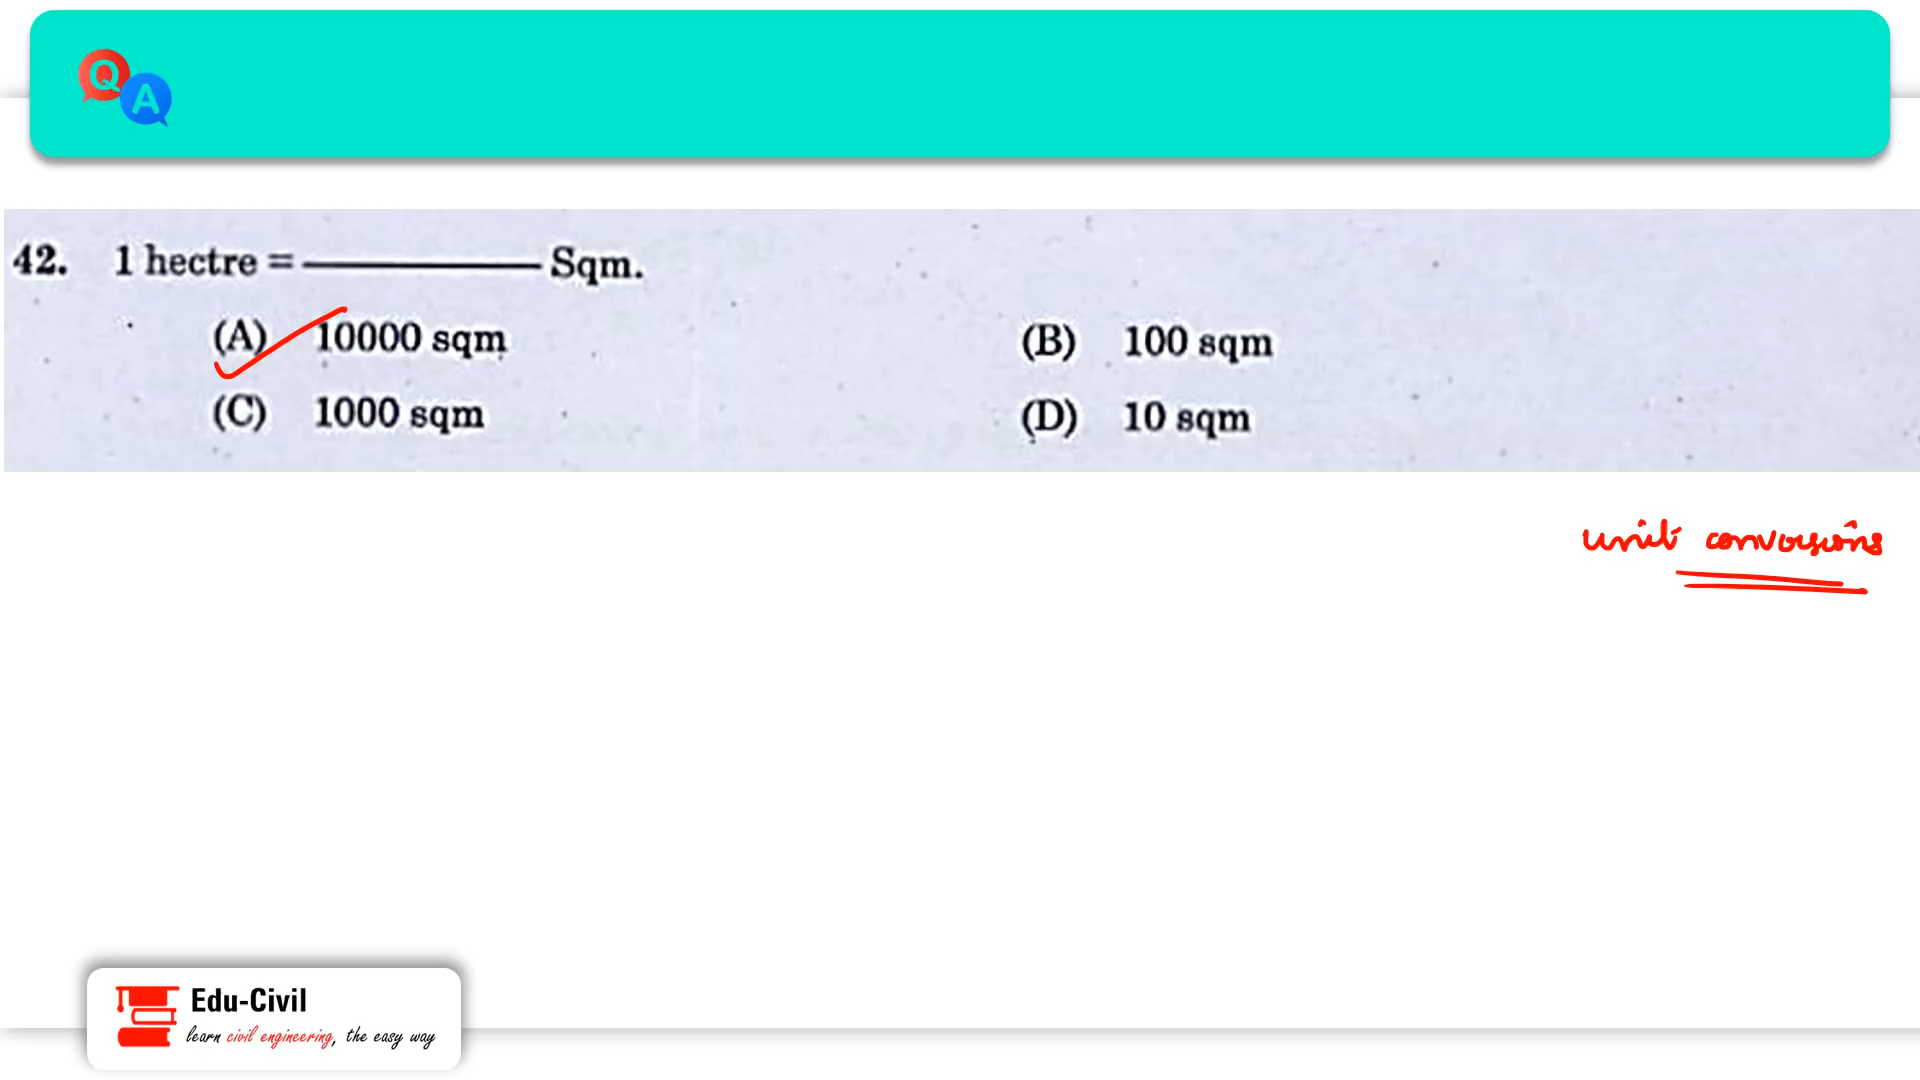 Q
A
42. 1 hectre = ———— Sqm.
(A) 10000 sqm (B) 100 sqm
(C) 1000 sqm (D) 10 sqm
unit conversions
Edu-Civil
learn civil engineering, the easy way